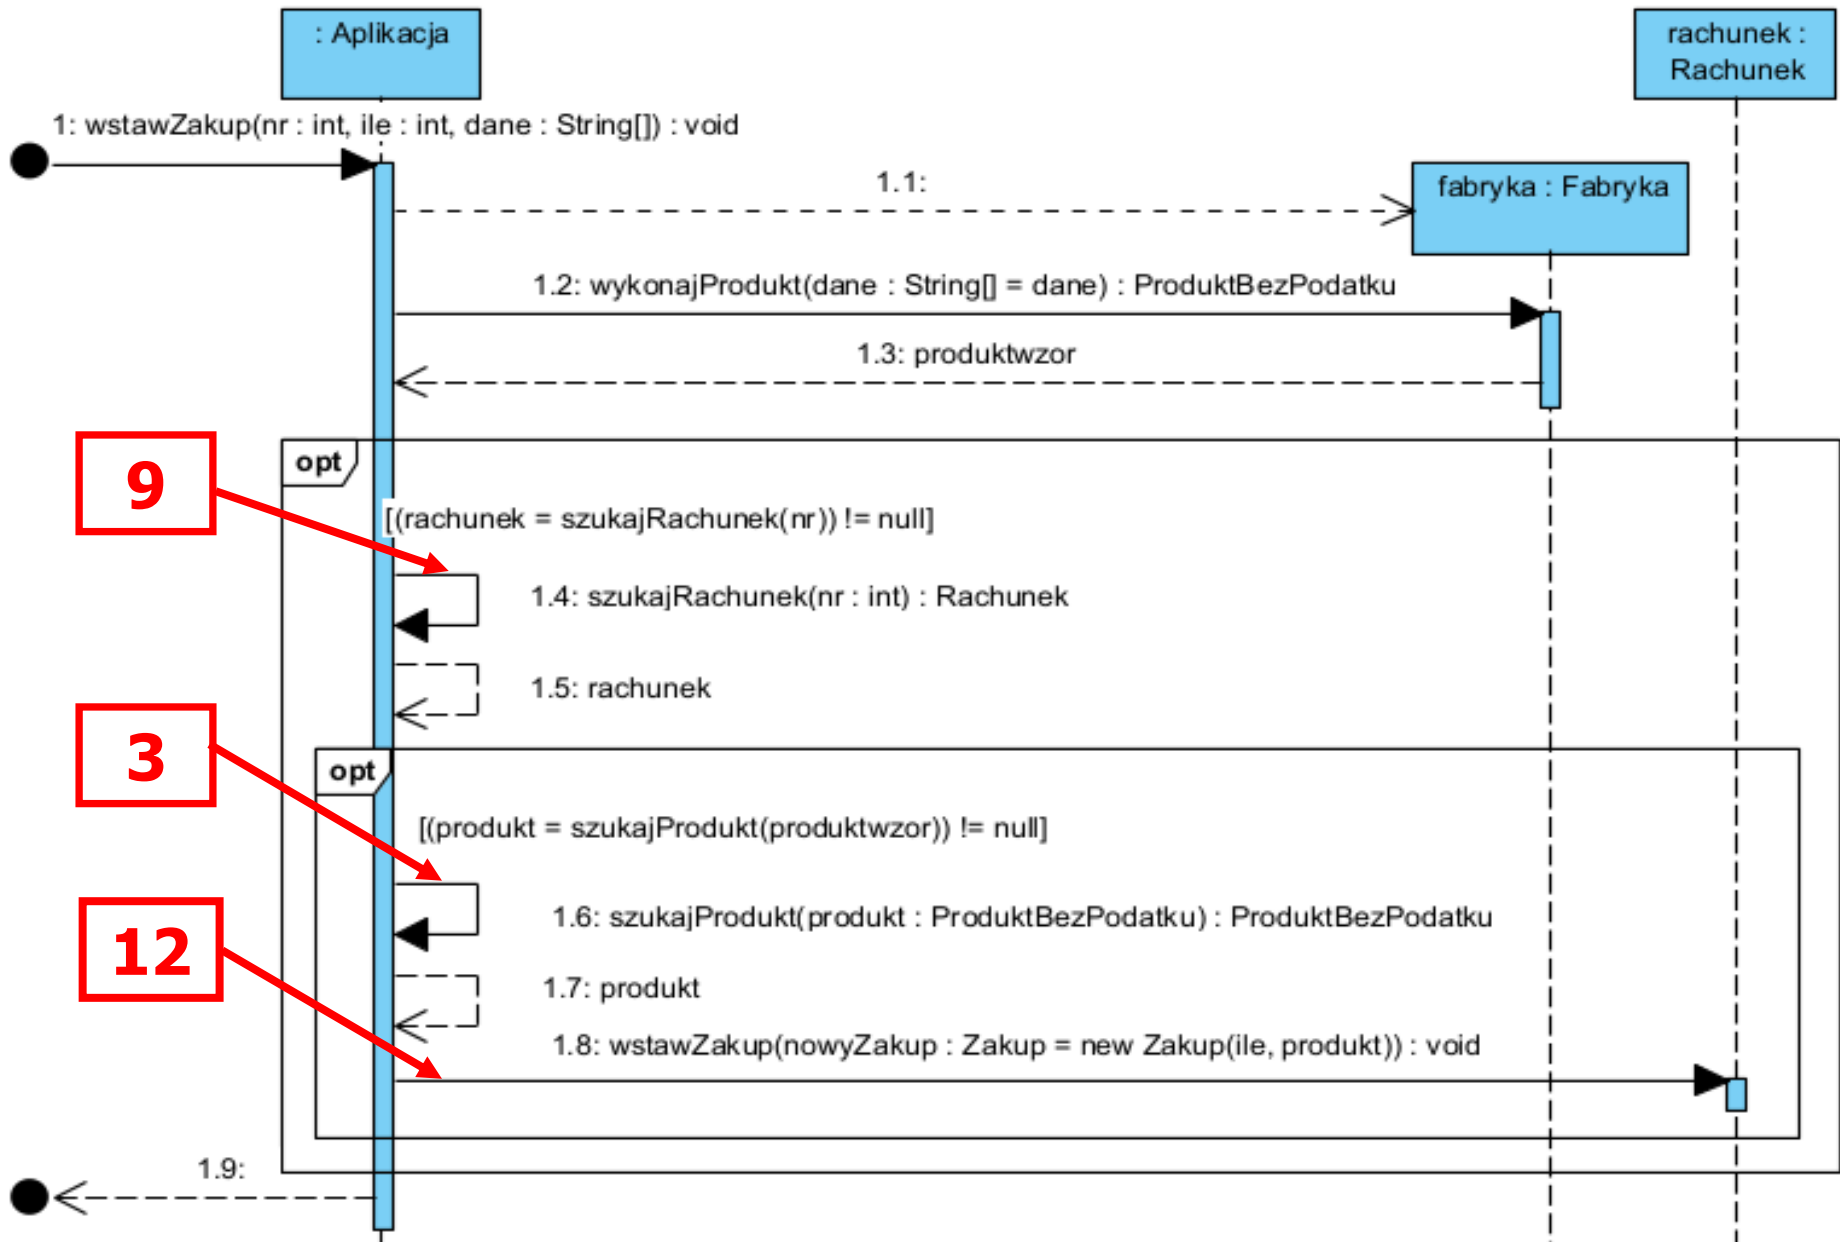 : Aplikacja
rachunek :
Rachunek
1: wstawZakup(nr : int, ile : int, dane : String[]) : void
1.1:
fabryka : Fabryka
1.2: wykonajProdukt(dane : String[] = dane) : ProduktBezPodatku
1.3: produktwzor
opt
9
[(rachunek = szukajRachunek(nr)) != null]
1.4: szukajRachunek(nr : int) : Rachunek
1.5: rachunek
3
opt
[(produkt = szukajProdukt(produktwzor)) != null]
1.6: szukajProdukt(produkt : ProduktBezPodatku) : ProduktBezPodatku
12
1.7: produkt
1.8: wstawZakup(nowyZakup : Zakup = new Zakup(ile, produkt)) : void
1.9: